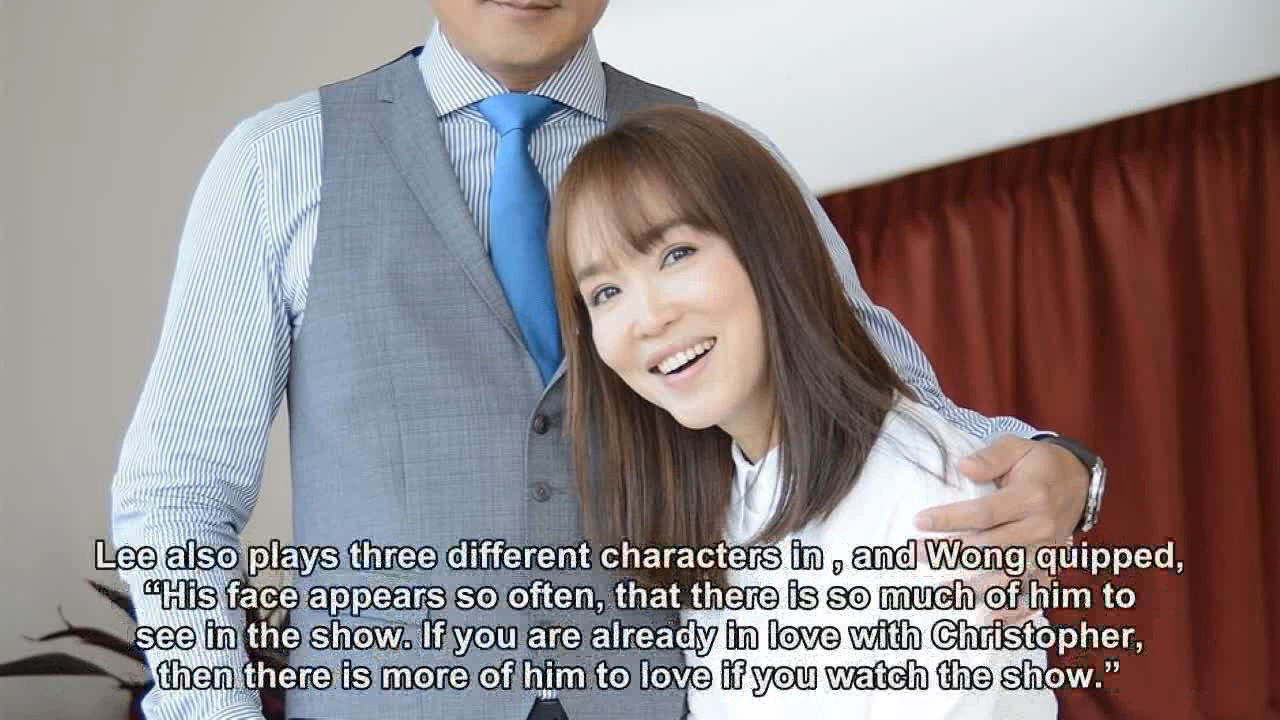 Lee also plays three different characters in , and Wong quipped,
“His face appears so often, that there is so much of him to
see in the show. If you are already in love with Christopher,
then there is more of him to love if you watch the show.”